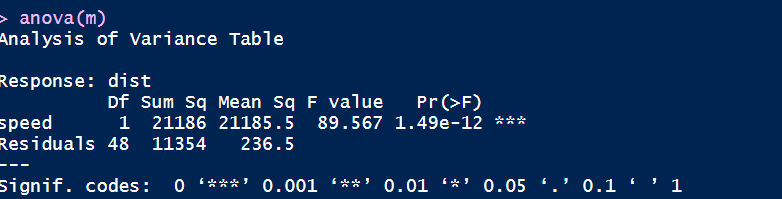 > anova(m)
Analysis of Variance Table
Response: dist
          Df Sum Sq Mean Sq F value   Pr(>F)
speed      1  21186 21185.5  89.567 1.49e-12 ***
Residuals 48  11354   236.5
---
Signif. codes:  0 ‘***’ 0.001 ‘**’ 0.01 ‘*’ 0.05 ‘.’ 0.1 ‘ ’ 1